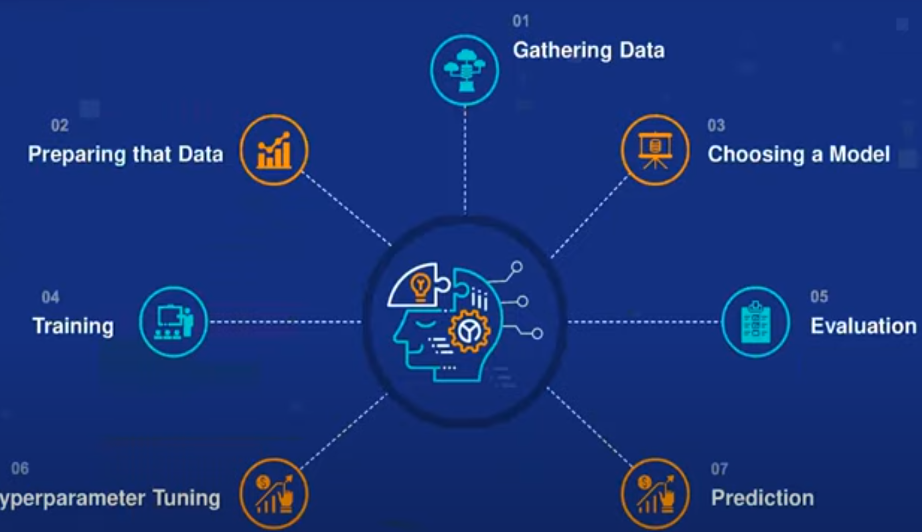 01
Gathering Data
02
Preparing that Data
03
Choosing a Model
04
Training
05
Evaluation
06
yperparameter Tuning
07
Prediction